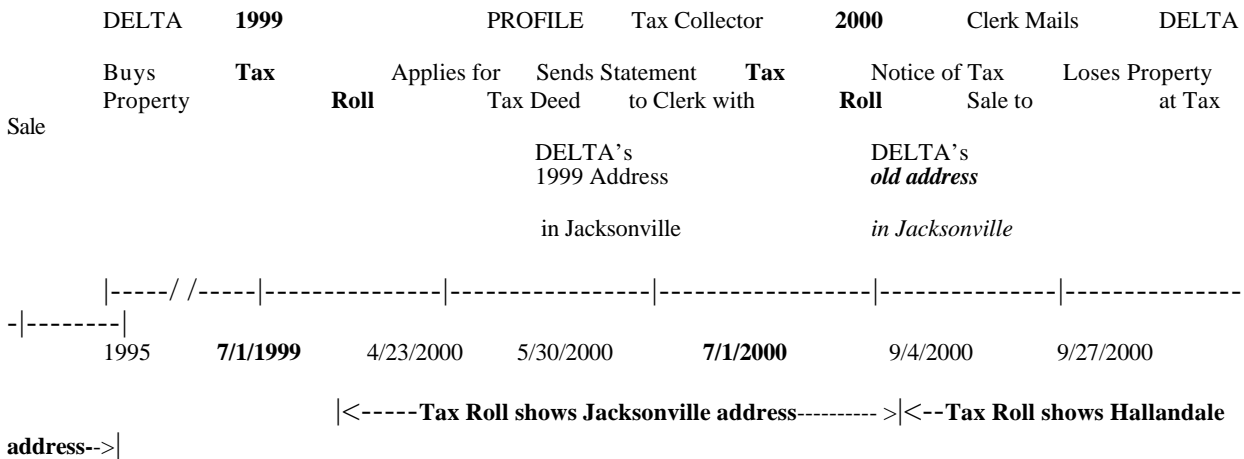 DELTA 1999 PROFILE Tax Collector 2000 Clerk Mails DELTA
Buys Tax Applies for Sends Statement Tax Notice of Tax Loses Property
Property Roll Tax Deed to Clerk with Roll Sale to at Tax
Sale
DELTA’s DELTA’s
1999 Address old address
in Jacksonville in Jacksonville
|-----/ /-----|---------------|-----------------|------------------|---------------|---------------
-|--------|
1995 7/1/1999 4/23/2000 5/30/2000 7/1/2000 9/4/2000 9/27/2000
|<-----Tax Roll shows Jacksonville address---------- >|<--Tax Roll shows Hallandale
address-->|